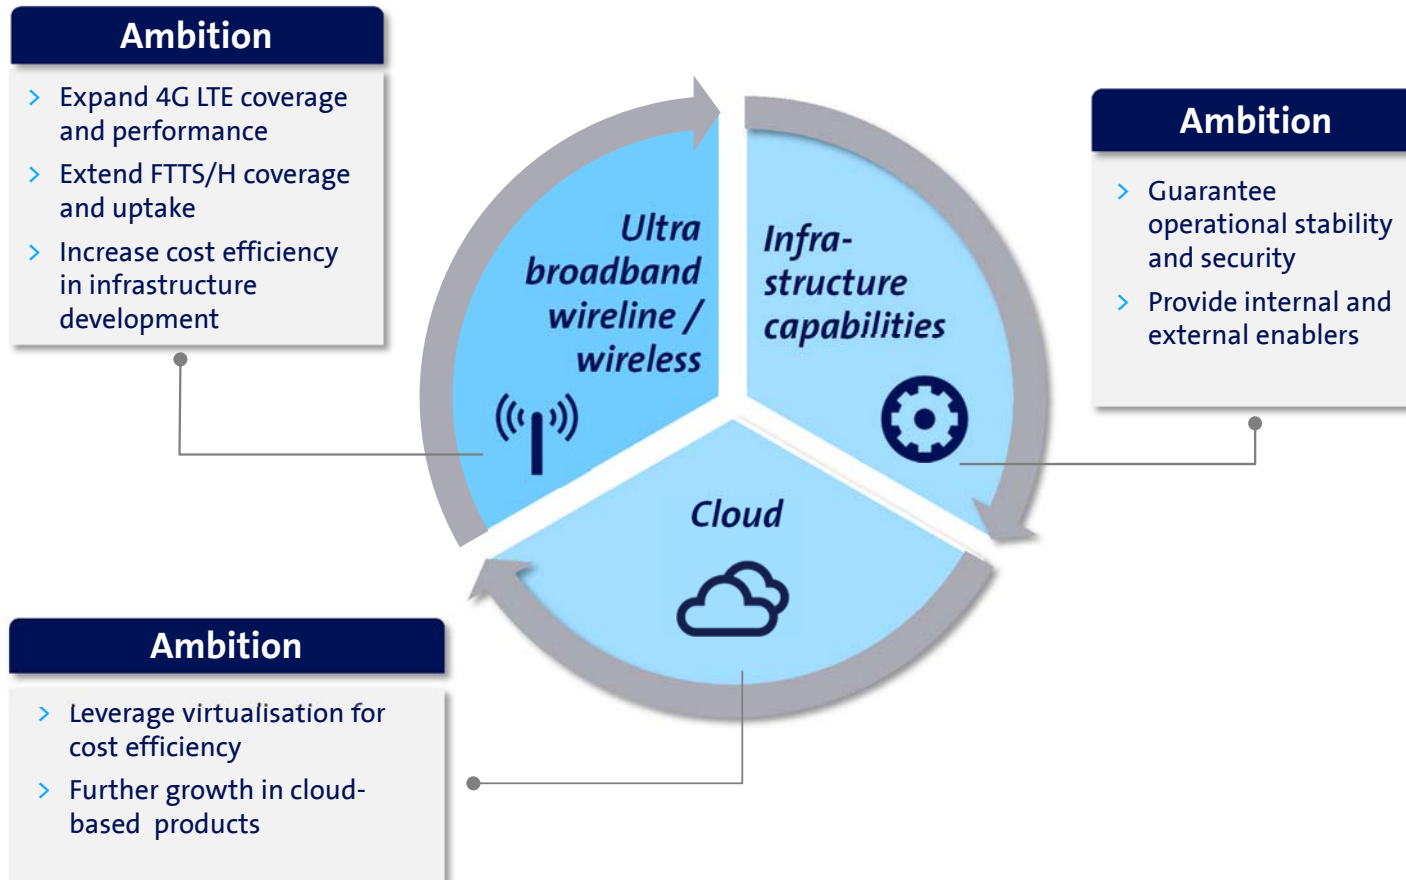 Ambition
> Expand 4G LTE coverage
and performance
> Extend FTTS/H coverage
and uptake
> Increase cost efficiency
in infrastructure
development
Ambition
> Guarantee
operational stability
and security
> Provide internal and
external enablers
Ultra
broadband
wireline /
wireless
Infra-
structure
capabilities
Cloud
Ambition
> Leverage virtualisation for
cost efficiency
> Further growth in cloud-
based products